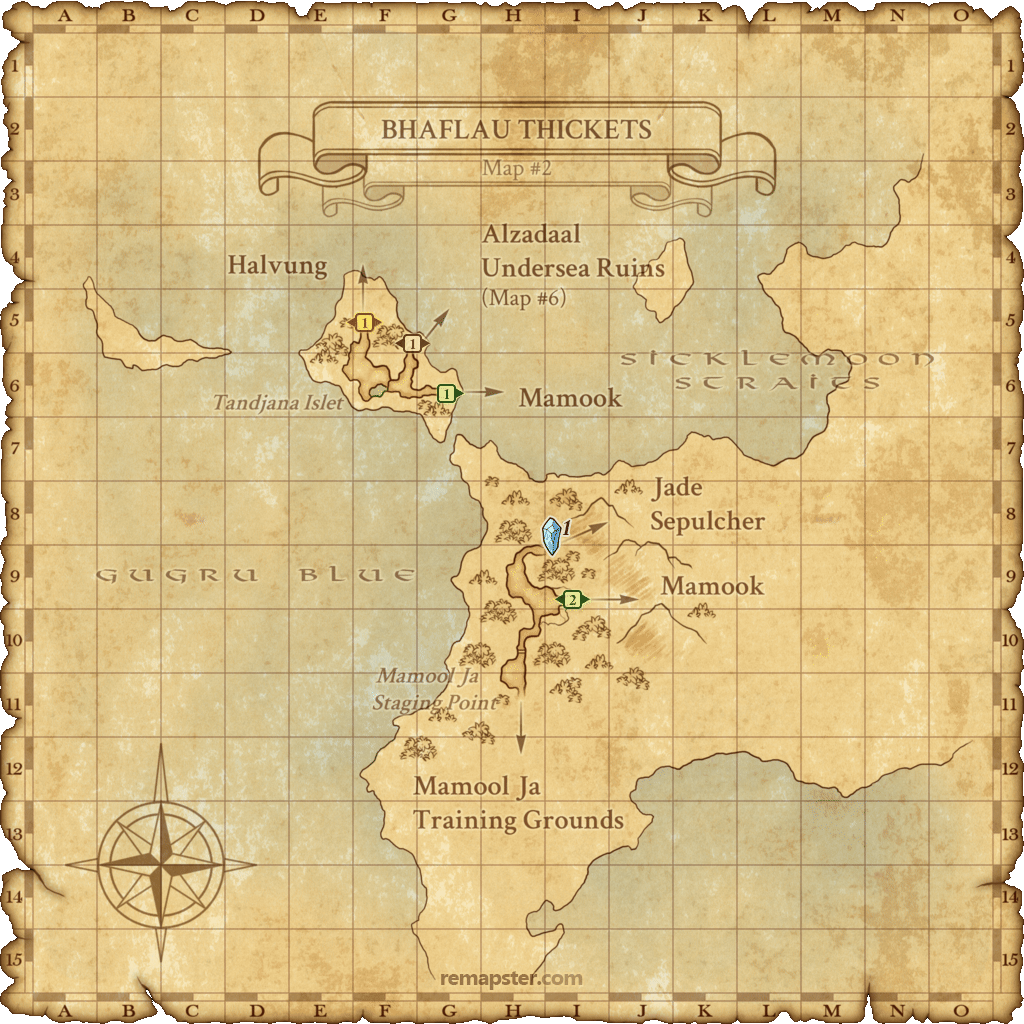 A B C D E F G H I J K L M N O
1 1
2 2
BHAFLAU THICKETS
Map #2
3 3
4 4
Alzadaal
Undersea Ruins
(Map #6)
Halvung
5 5
1
1
SICKLEMOON
STRAITS
6 6
1
Mamook
Tandjana Islet
7 7
8 8
Jade
Sepulcher
1
9 9
GUGRU BLUE
Mamook
2
10 10
Mamool Ja
Staging Point
11 11
12 12
Mamool Ja
Training Grounds
13 13
14 14
15 15
remapster.com
A B C D E F G H I J K L M N O